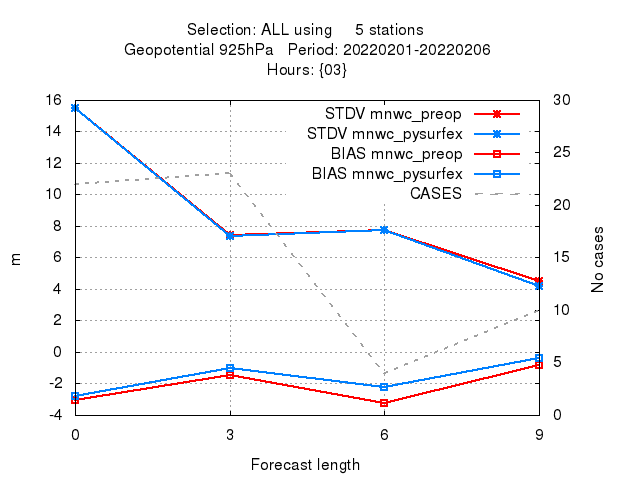 Selection: ALL using     5 stations
Geopotential 925hPa   Period: 20220201-20220206
Hours: {03}
STDV mnwc_preop
STDV mnwc_pysurfex
BIAS mnwc_preop
BIAS mnwc_pysurfex
CASES
16
14
12
10
8
6
4
2
0
-2
-4
m
30
25
20
15
10
5
0
No cases
0 3 6 9
Forecast length